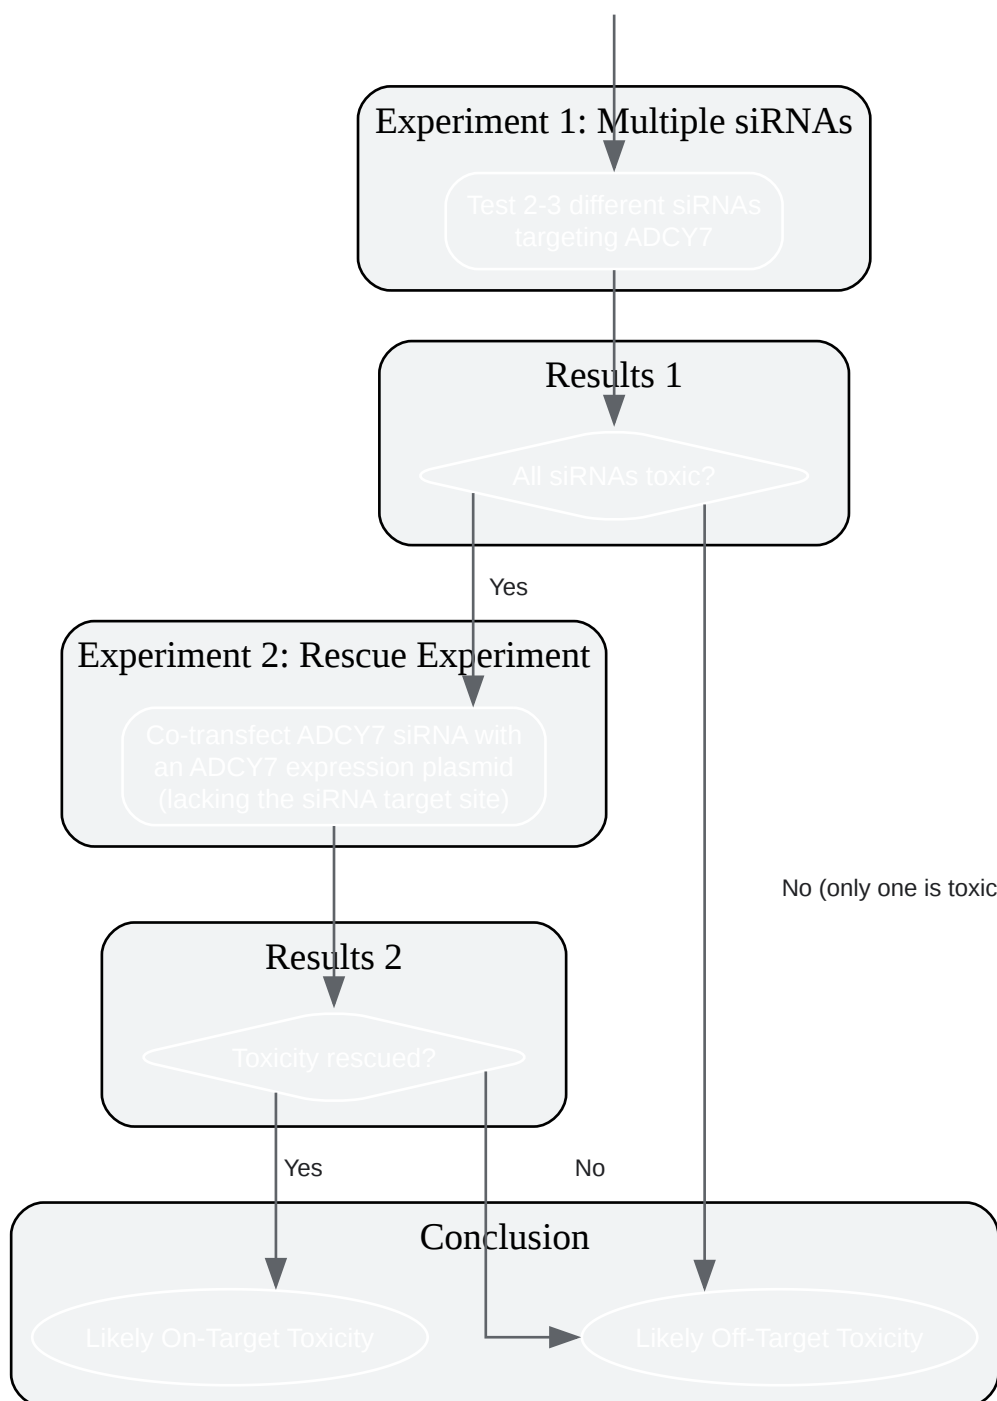 Experiment 1: Multiple siRNAs
Test 2-3 different siRNAs
targeting ADCY7
Results 1
All siRNAs toxic?
Yes
Experiment 2: Rescue Experiment
Co-transfect ADCY7 siRNA with
an ADCY7 expression plasmid
(lacking the siRNA target site)
No (only one is toxic
Results 2
Toxicity rescued?
Yes
No
Conclusion
Likely On-Target Toxicity
Likely Off-Target Toxicity